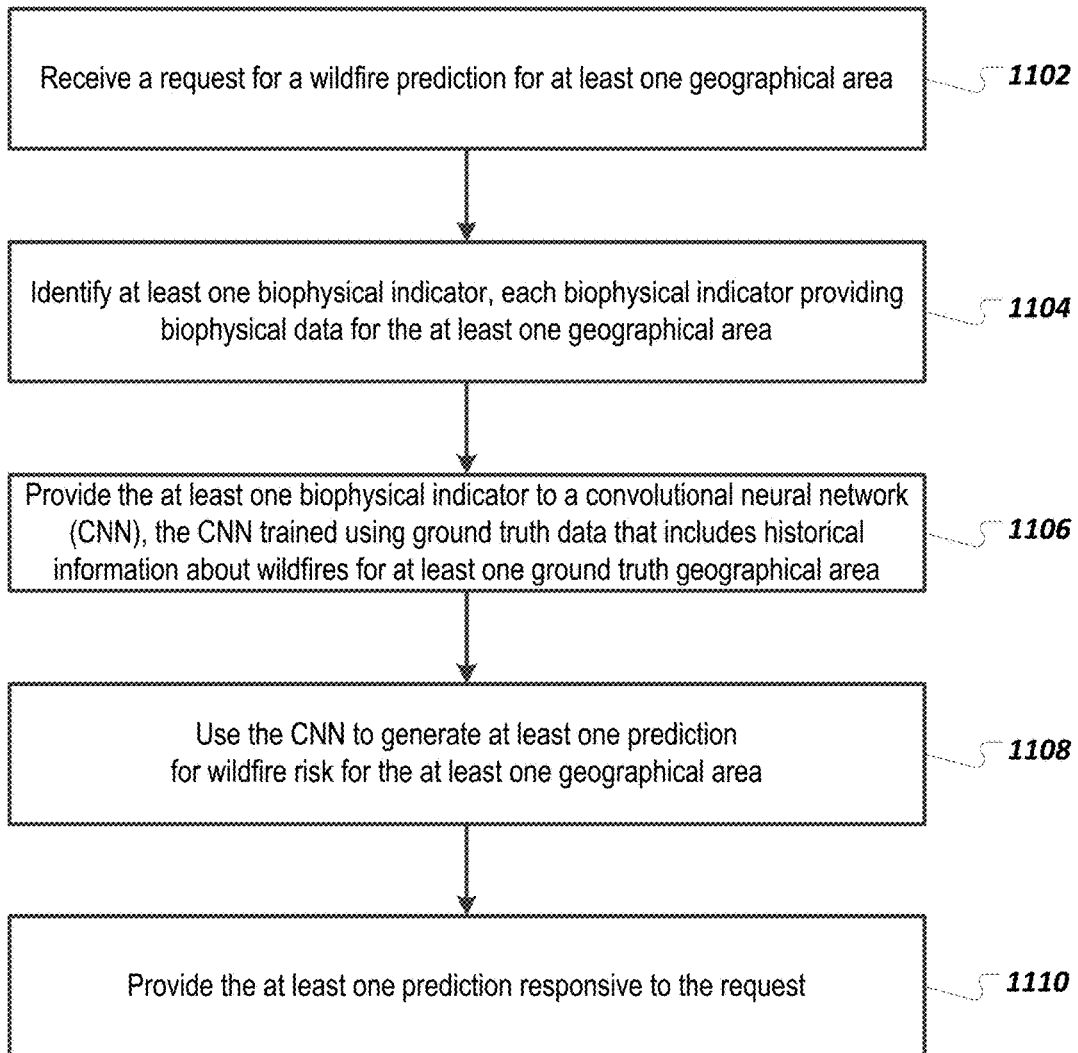 Receive a request for a wildfire prediction for at least one geographical area
1102
Identify at least one biophysical indicator, each biophysical indicator providing
biophysical data for the at least one geographical area
1104
Provide the at least one biophysical indicator to a convolutional neural network
(CNN), the CNN trained using ground truth data that includes historical
information about wildfires for at least one ground truth geographical area
1106
Use the CNN to generate at least one prediction
for wildfire risk for the at least one geographical area
1108
Provide the at least one prediction responsive to the request
1110